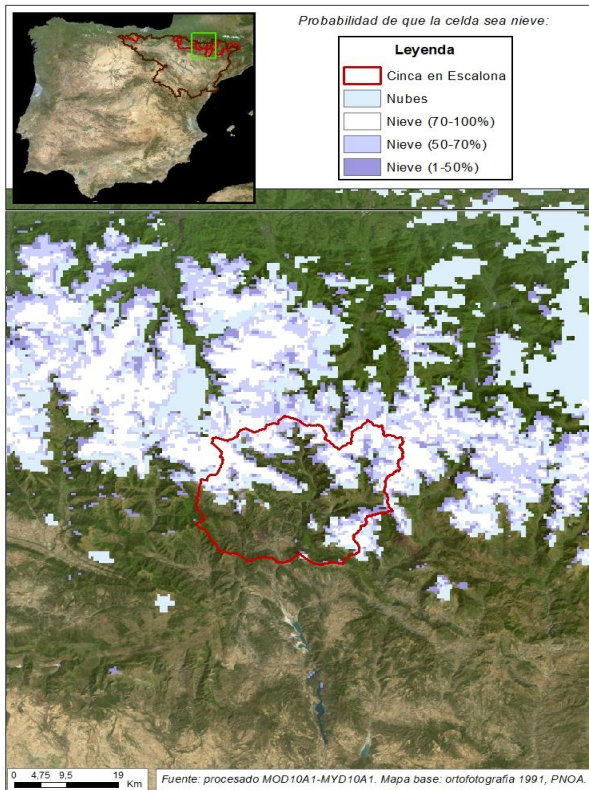 Probabilidad de que la celda sea nieve:
Leyenda
Cinca en Escalona
Nubes
Nieve (70-100%)
Nieve (50-70%)
Nieve (1-50%)
0 4,75 9,5 19
Km
Fuente: procesado MOD10A1-MYD10A1. Mapa base: ortofotografia 1991, PNOA.